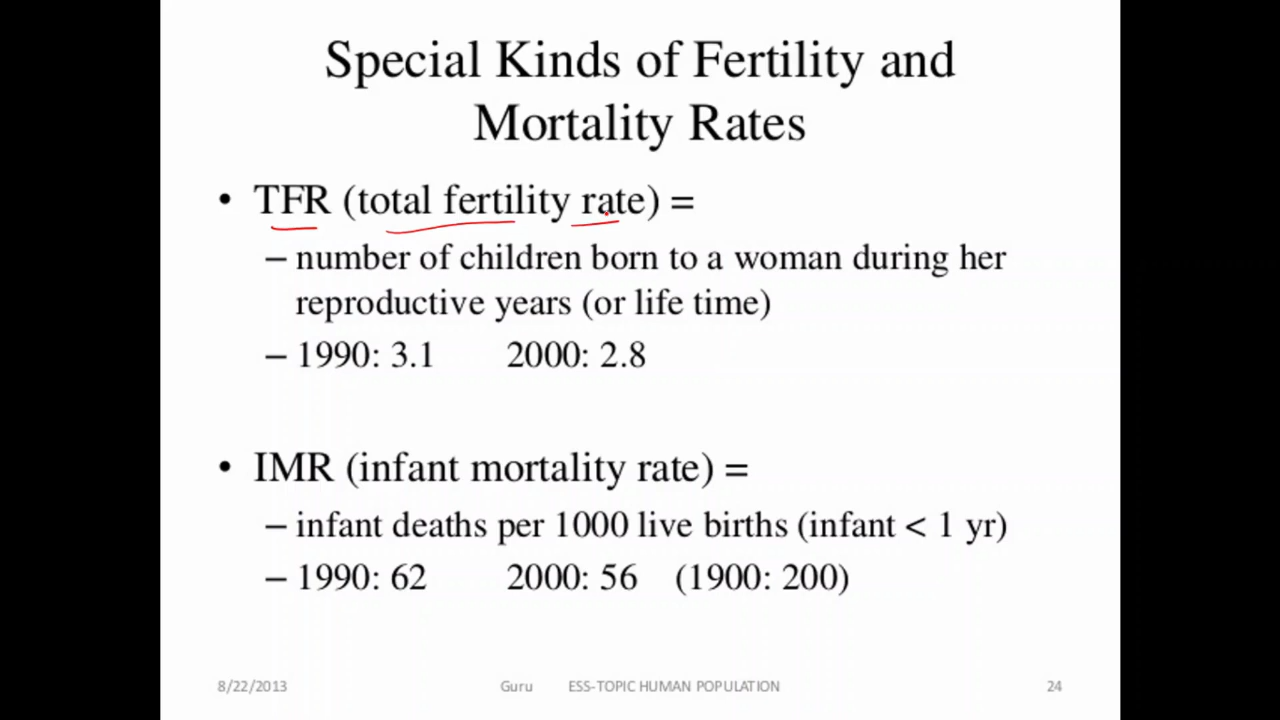 Special Kinds of Fertility and
Mortality Rates
• TFR (total fertility rate) =
– number of children born to a woman during her
reproductive years (or life time)
– 1990: 3.1 2000: 2.8
• IMR (infant mortality rate) =
– infant deaths per 1000 live births (infant < 1 yr)
– 1990: 62 2000: 56 (1900: 200)
8/22/2013 Guru ESS-TOPIC HUMAN POPULATION 24